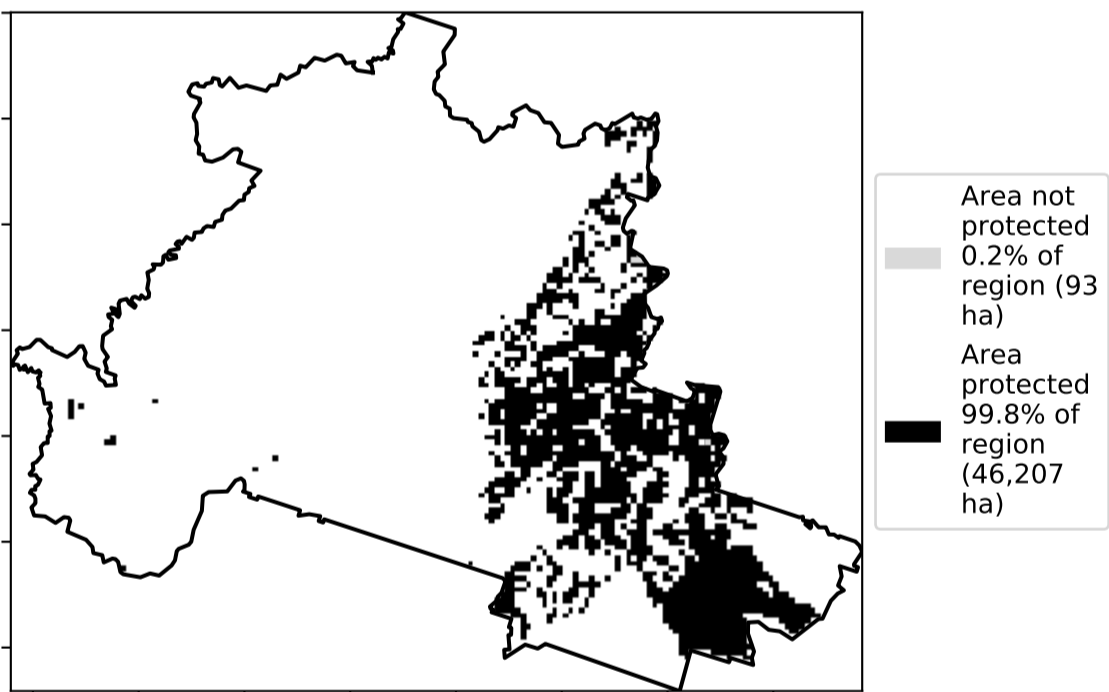 Area not
protected
0.2% of
region (93
ha)
Area
protected
99.8% of
region
(46,207
ha)